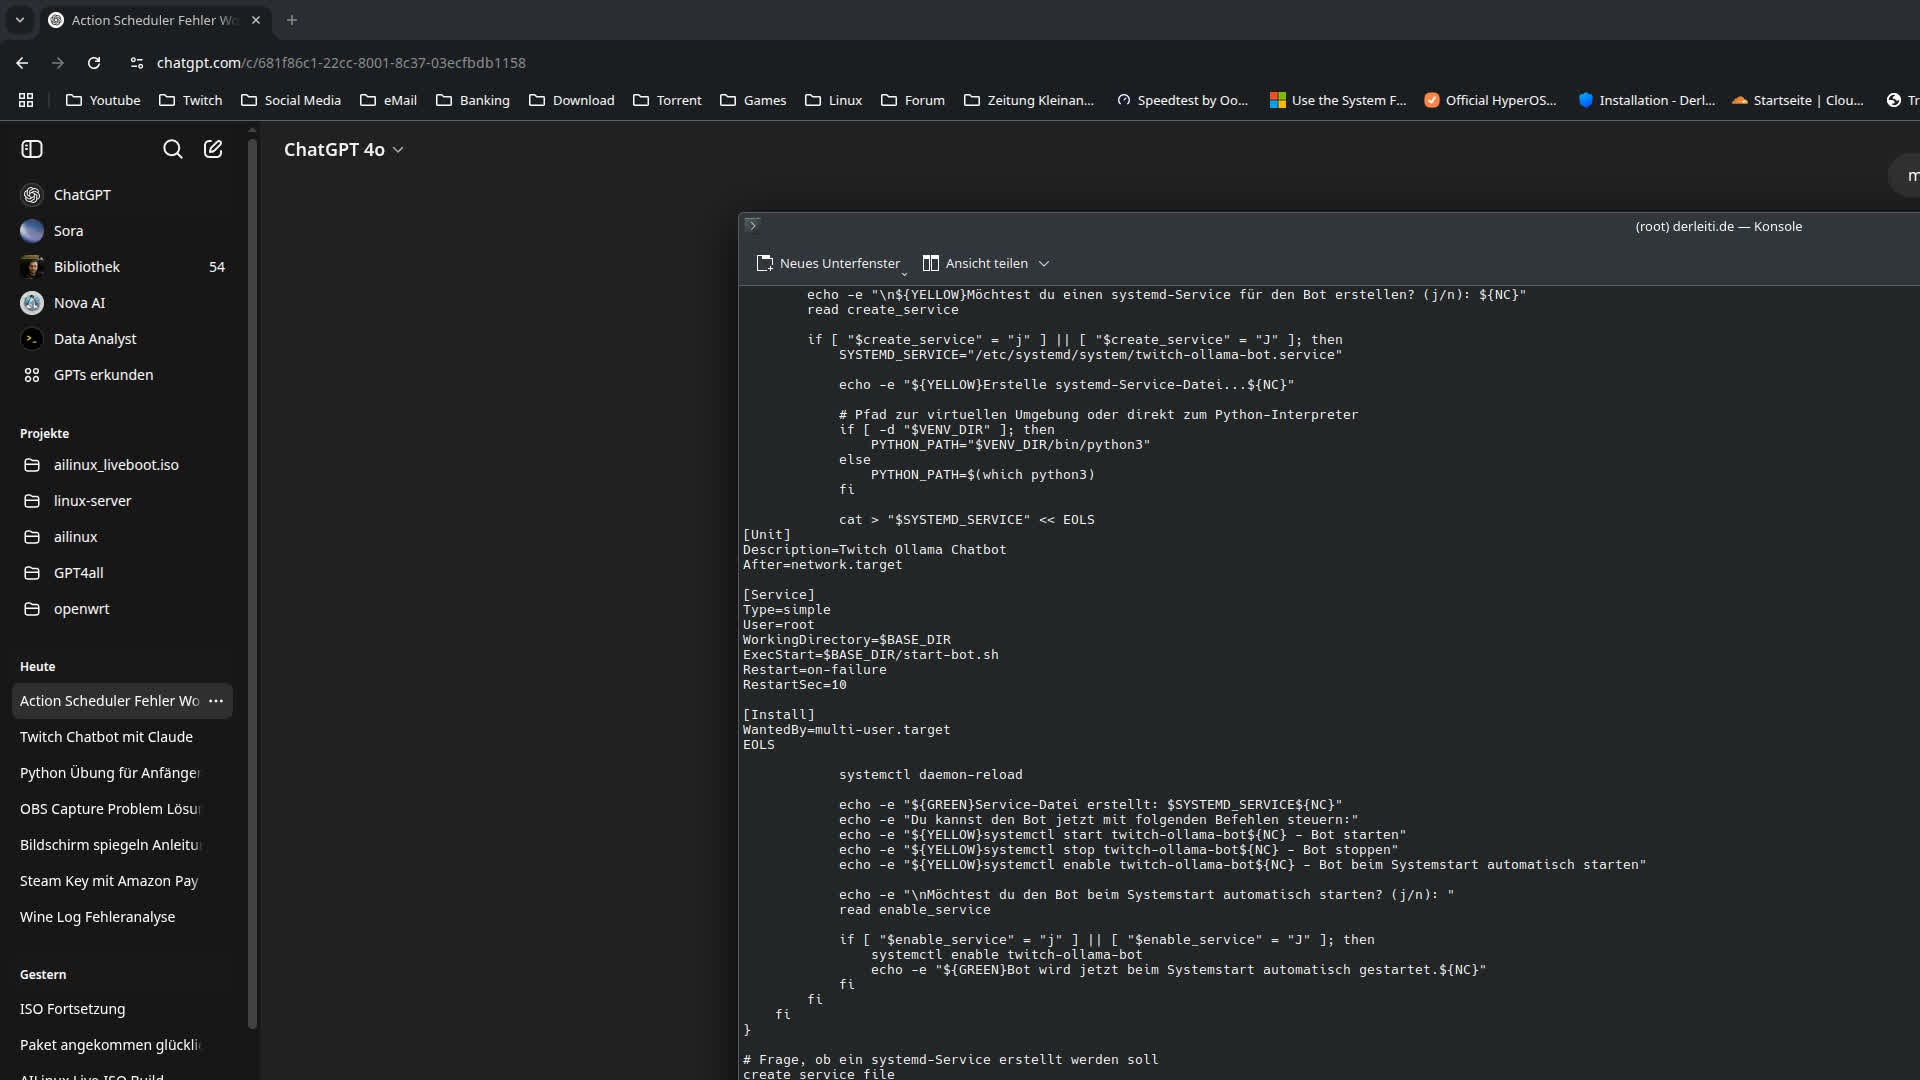 Action Scheduler Fehler Wo
chatgpt.com/c/681f86c1-22cc-8001-8c37-03ecfbdb1158
Youtube
Twitch
Social Media
eMail
Banking
Download
Torrent
Games
Linux
Forum
Zeitung Kleinan...
Speedtest by Oo...
Use the System F...
Official HyperOS...
Installation - Derl...
Startseite | Clou...
Tr
ChatGPT
Sora
Bibliothek 54
Nova AI
Data Analyst
GPTs erkunden
Projekte
ailinux_liveboot.iso
linux-server
ailinux
GPT4all
openwrt
Heute
Action Scheduler Fehler Wo
Twitch Chatbot mit Claude
Python Übung für Anfänger
OBS Capture Problem Lösu
Bildschirm spiegeln Anleitu
Steam Key mit Amazon Pay
Wine Log Fehleranalyse
Gestern
ISO Fortsetzung
Paket angekommen glückli
AILinux Live ISO Build
ChatGPT 4o
m
(root) derleiti.de — Konsole
Neues Unterfenster
Ansicht teilen
echo -e "\n${YELLOW}Möchtest du einen systemd-Service für den Bot erstellen? (j/n): ${NC}"
read create_service
if [ "$create_service" = "j" ] || [ "$create_service" = "J" ]; then
SYSTEMD_SERVICE="/etc/systemd/system/twitch-ollama-bot.service"
echo -e "${YELLOW}Erstelle systemd-Service-Datei...${NC}"
# Pfad zur virtuellen Umgebung oder direkt zum Python-Interpreter
if [ -d "$VENV_DIR" ]; then
PYTHON_PATH="$VENV_DIR/bin/python3"
else
PYTHON_PATH=$(which python3)
fi
cat > "$SYSTEMD_SERVICE" << EOLS
[Unit]
Description=Twitch Ollama Chatbot
After=network.target
[Service]
Type=simple
User=root
WorkingDirectory=$BASE_DIR
ExecStart=$BASE_DIR/start-bot.sh
Restart=on-failure
RestartSec=10
[Install]
WantedBy=multi-user.target
EOLS
systemctl daemon-reload
echo -e "${GREEN}Service-Datei erstellt: $SYSTEMD_SERVICE${NC}"
echo -e "Du kannst den Bot jetzt mit folgenden Befehlen steuern:"
echo -e "${YELLOW}systemctl start twitch-ollama-bot${NC} - Bot starten"
echo -e "${YELLOW}systemctl stop twitch-ollama-bot${NC} - Bot stoppen"
echo -e "${YELLOW}systemctl enable twitch-ollama-bot${NC} - Bot beim Systemstart automatisch starten"
echo -e "\nMöchtest du den Bot beim Systemstart automatisch starten? (j/n): "
read enable_service
if [ "$enable_service" = "j" ] || [ "$enable_service" = "J" ]; then
systemctl enable twitch-ollama-bot
echo -e "${GREEN}Bot wird jetzt beim Systemstart automatisch gestartet.${NC}"
fi
fi
fi
}
# Frage, ob ein systemd-Service erstellt werden soll
create_service_file